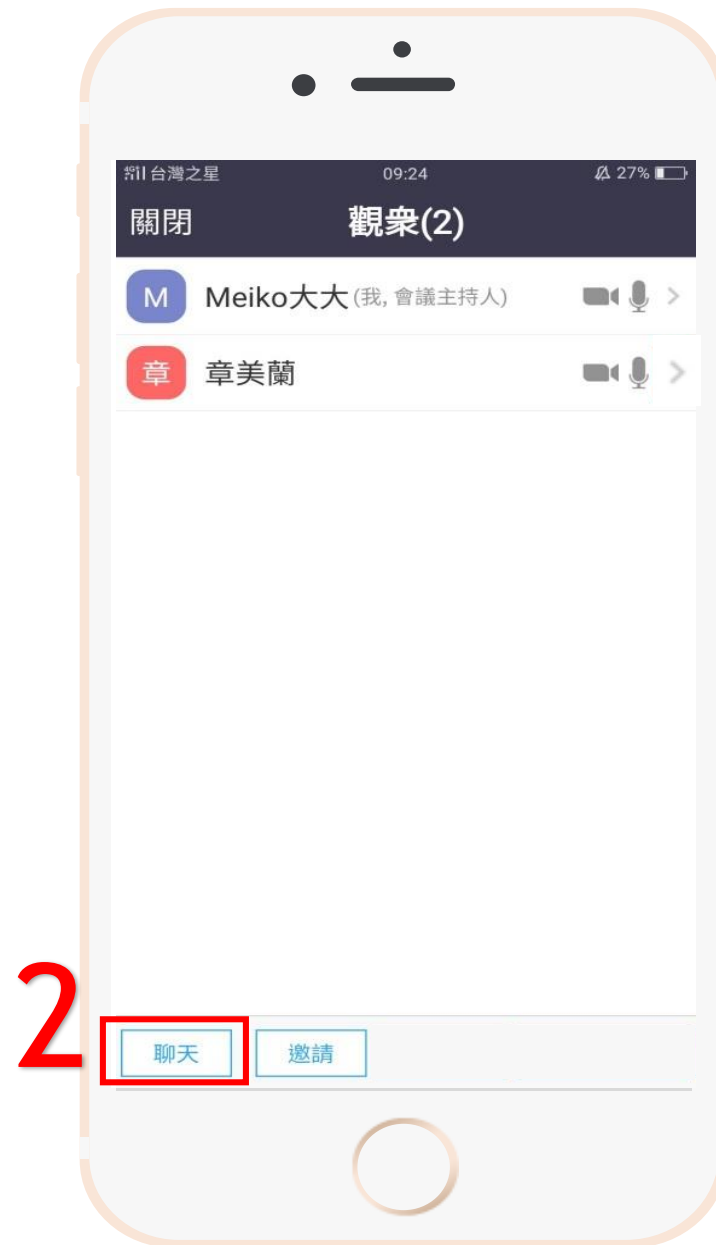 台灣之星 09:24 27%
關閉 觀衆(2)
M Meiko大大(我, 會議主持人)
章 章美蘭
2
聊天 邀請